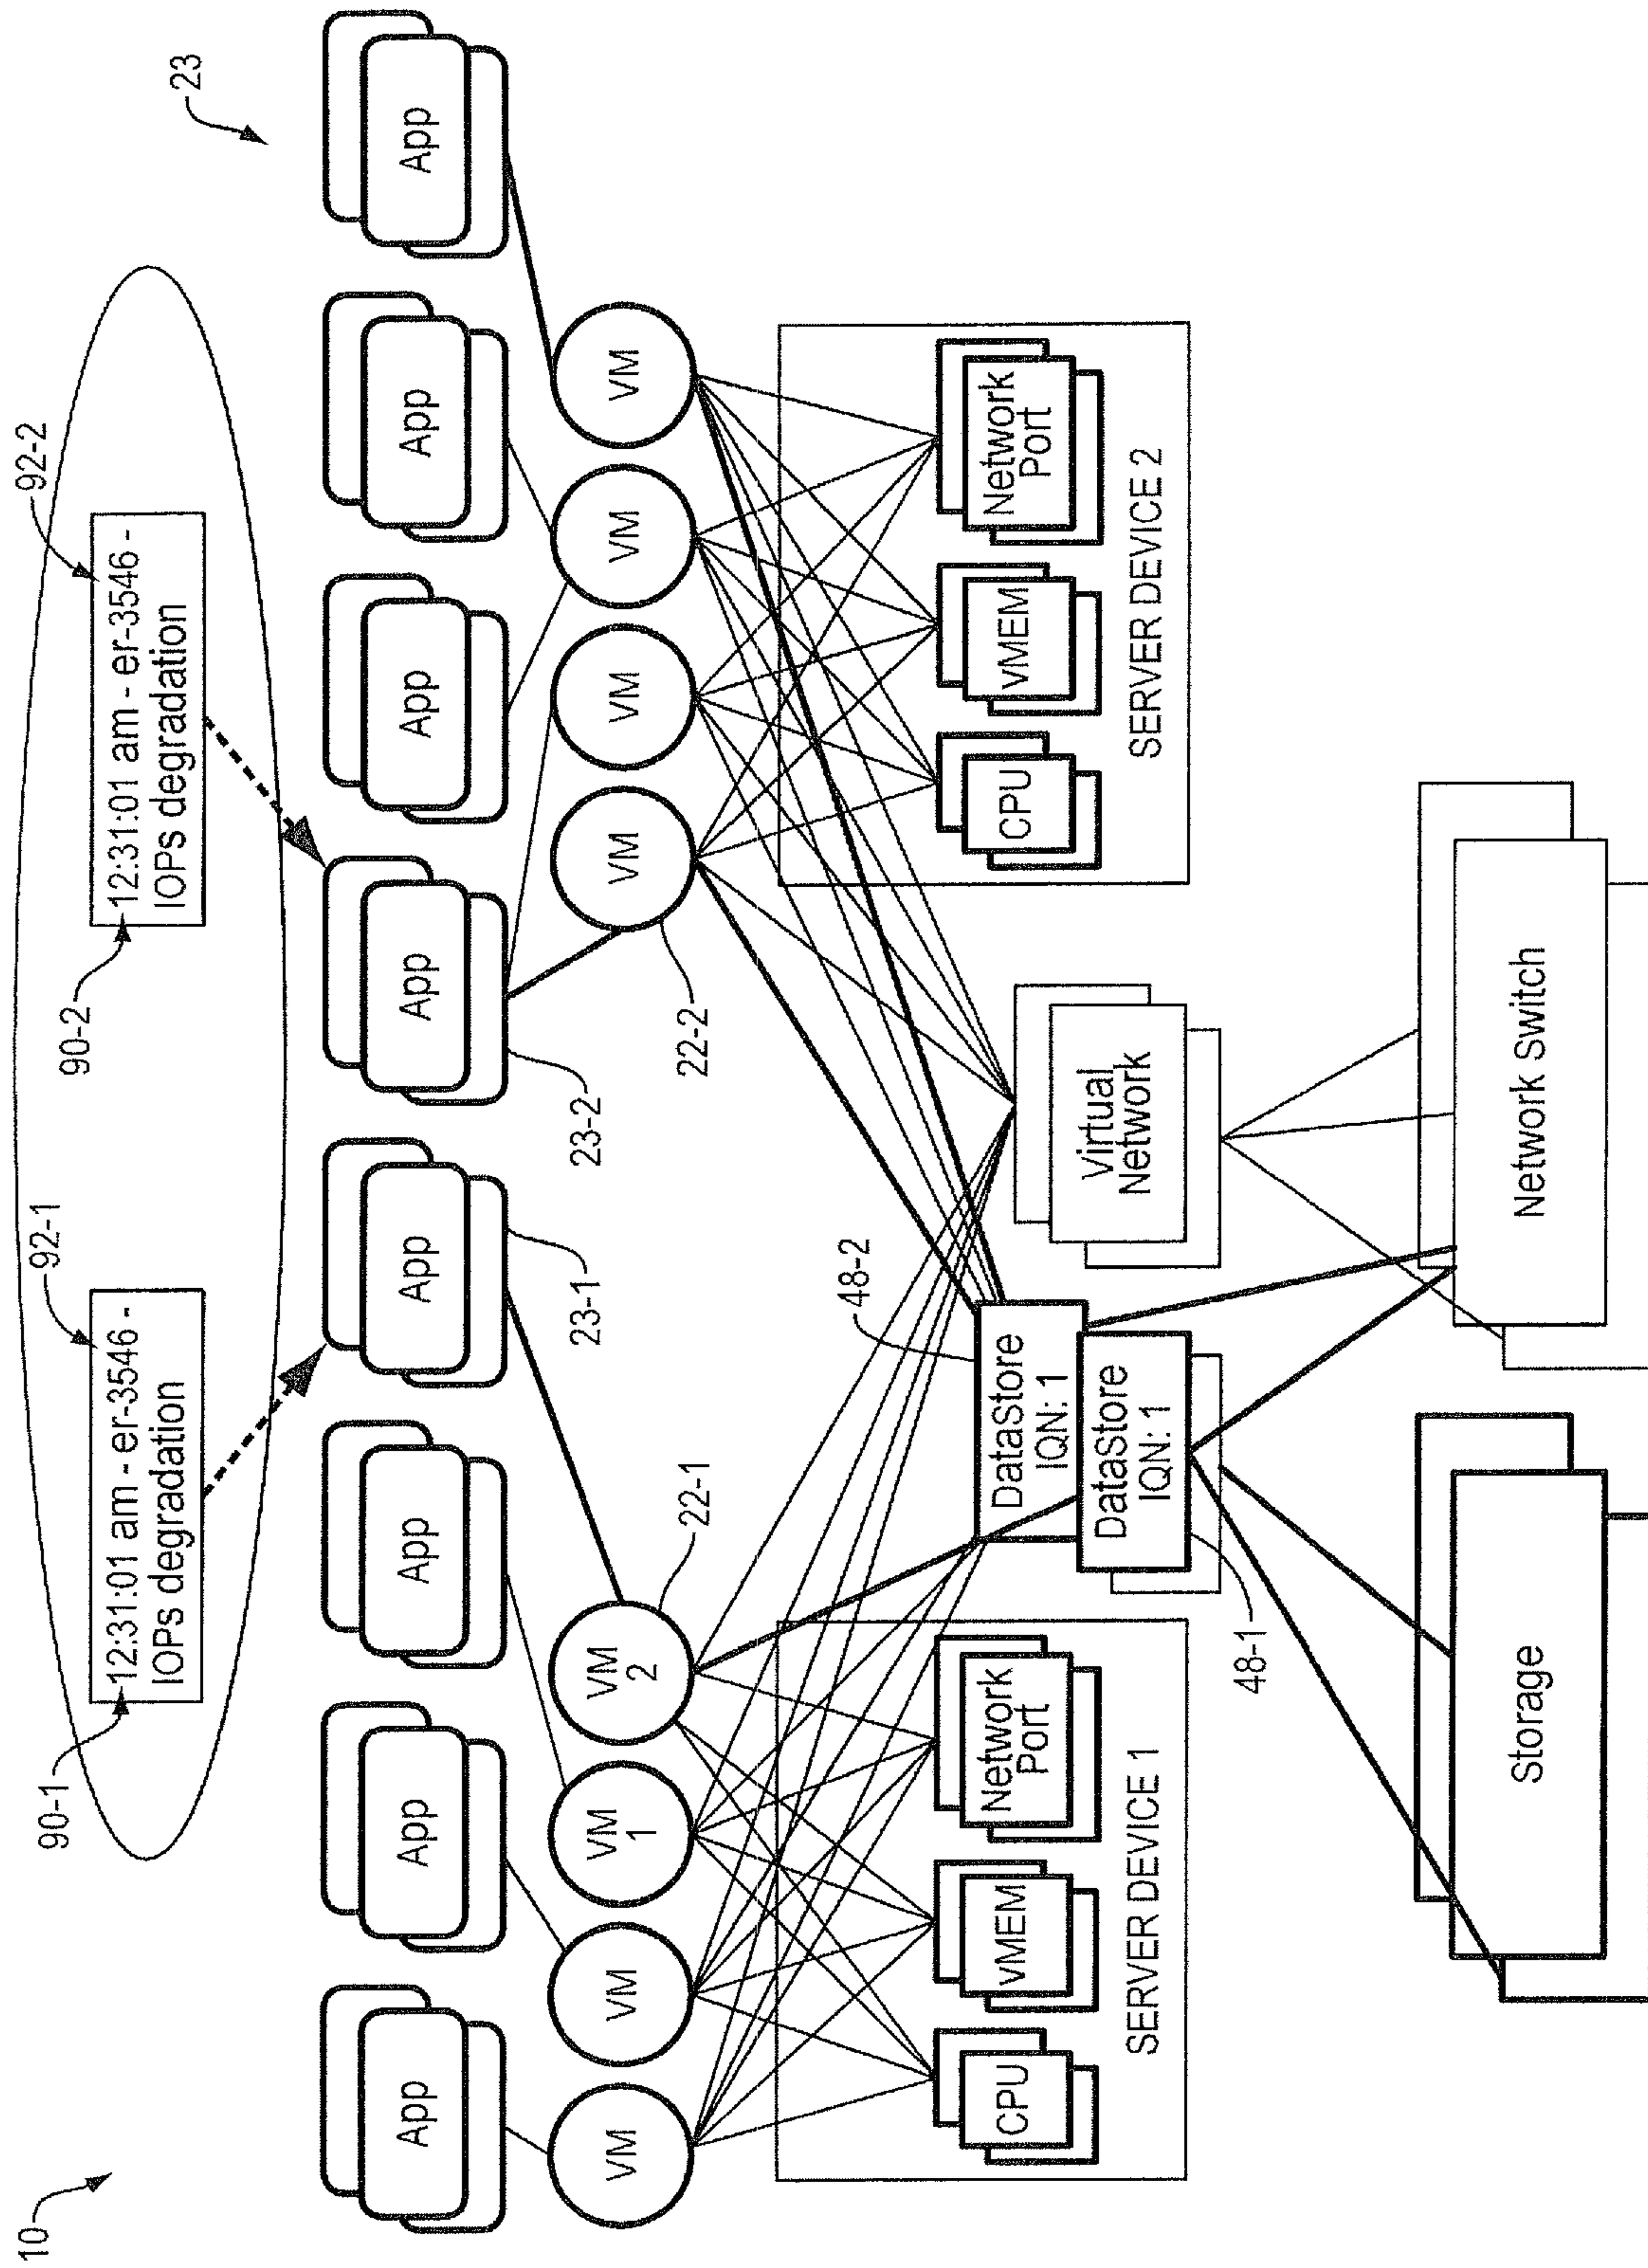 10
90-1
92-1
90-2
92-2
12:31:01 am - er-3546 -
IOPs degradation
12:31:01 am - er-3546 -
IOPs degradation
23
App
App
App
App
App
App
App
App
23-1
23-2
VM
VM
VM
1
VM
2
22-1
VM
VM
VM
VM
22-2
CPU
vMEM
Network
Port
SERVER DEVICE 1
CPU
VMEM
Network
Port
SERVER DEVICE 2
48-2
DataStore
IQN: 1
DataStore
IQN: 1
48-1
Virtual
Network
Storage
Network Switch